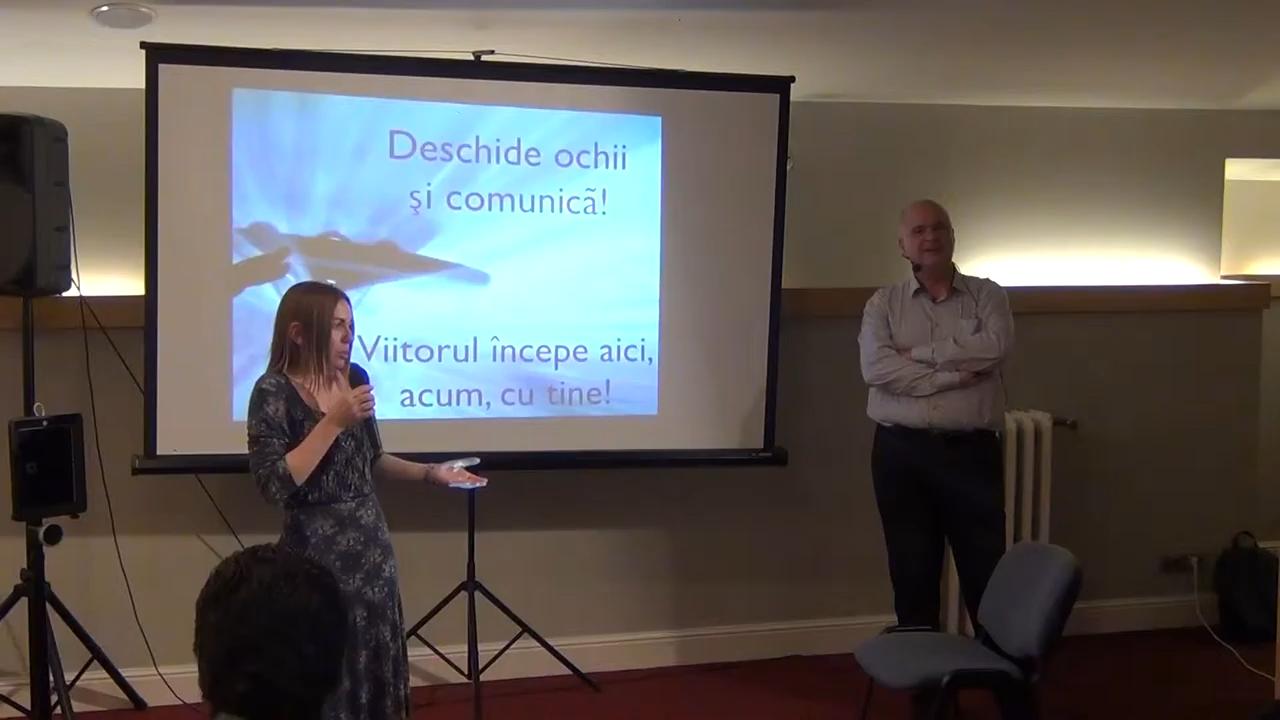 Deschide ochii
şi comunicã!
Viitorul începe aici,
acum, cu tine!